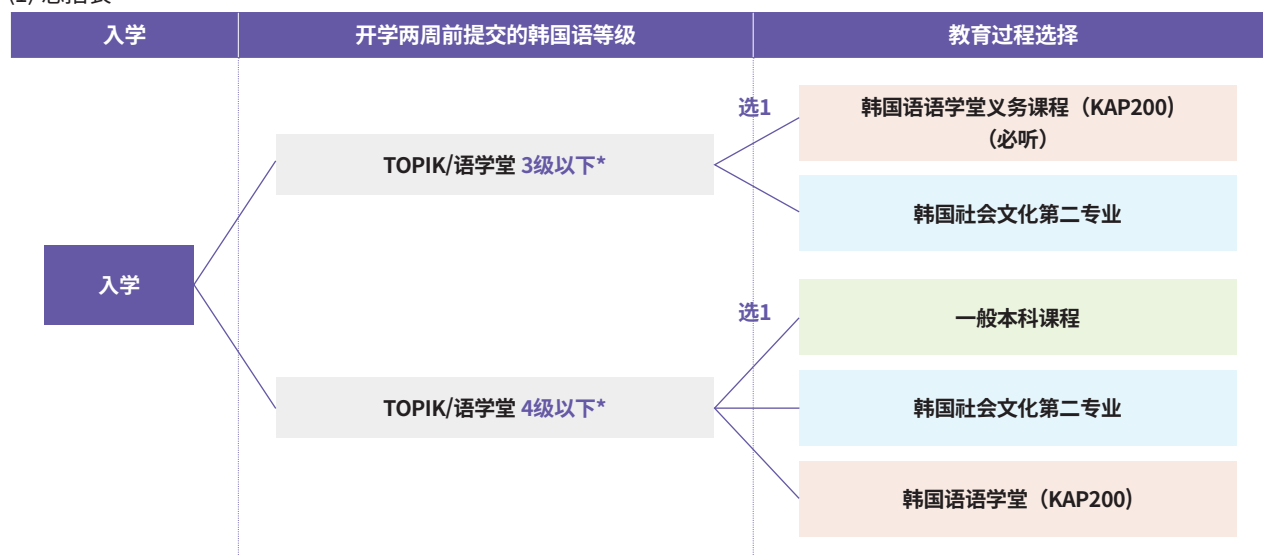 入学 开学两周前提交的韩国语等级 教育过程选择
选1
韩国语语学堂义务课程（KAP200)
（必听）
TOPIK/语学堂 3级以下*
韩国社会文化第二专业
入学
选1
一般本科课程
TOPIK/语学堂 4级以下*
韩国社会文化第二专业
韩国语语学堂（KAP200)